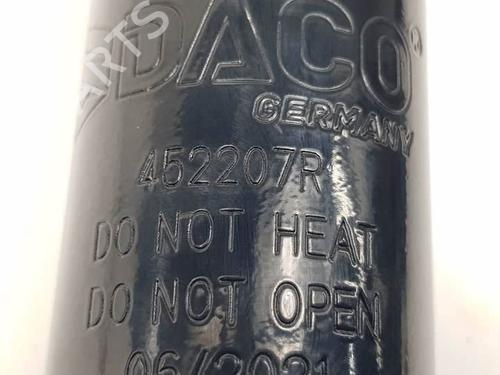 DACO®
GERMANY
452207R
DO NOT HEAT
DO NOT OPEN
06/2021